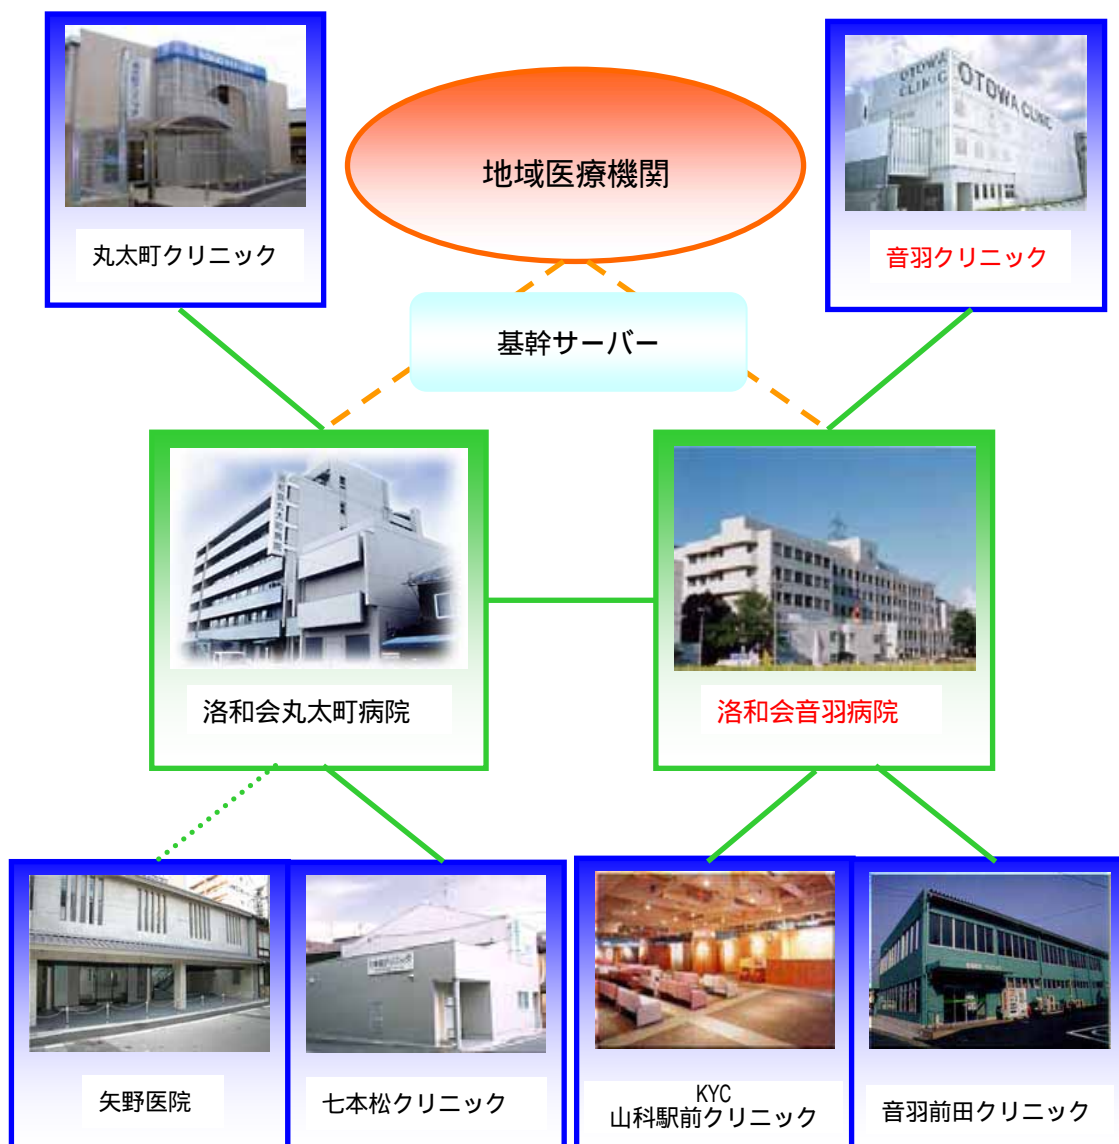 地域医療機関
OTOWA
CLINIC
OTOWA CLINIC
丸太町クリニック
音羽クリニック
基幹サーバー
洛和会丸太町病院
洛和会音羽病院
矢野医院
七本松クリニック
KYC
山科駅前クリニック
音羽前田クリニック